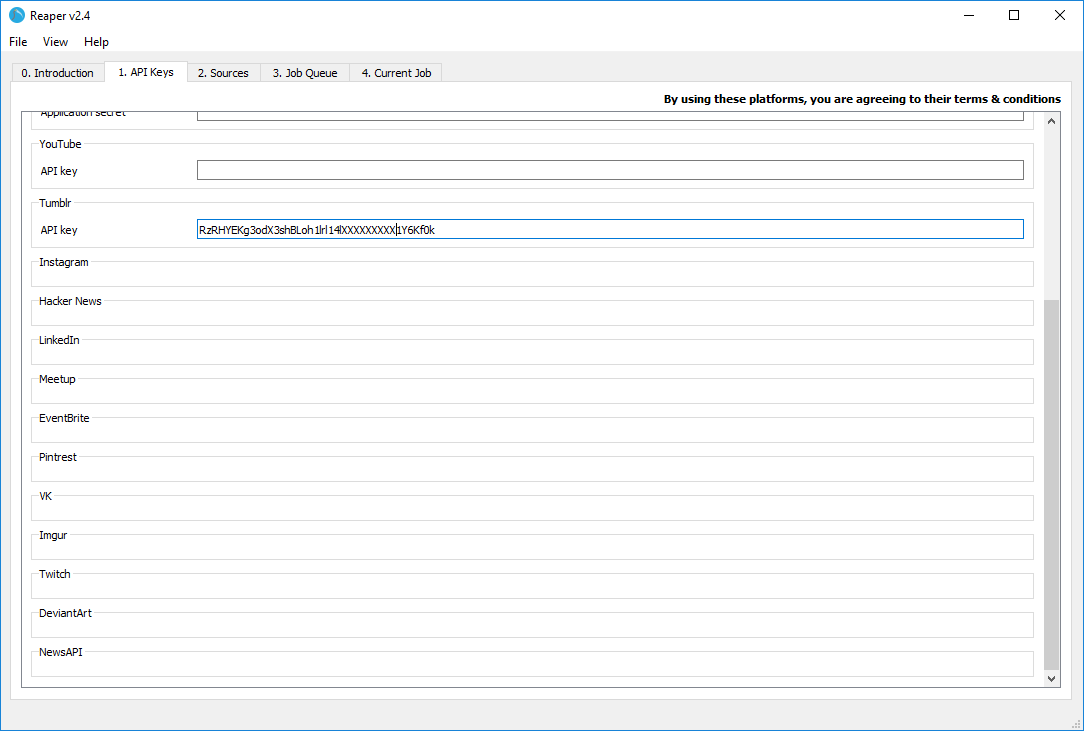 Reaper v2.4
File View Help
0. Introduction 1. API Keys 2. Sources 3. Job Queue 4. Current Job
By using these platforms, you are agreeing to their terms & conditions
Application secret
YouTube
API key
Tumblr
API key RzRHYEKg3odX3shBLoh1lrl14lXXXXXXXXX1Y6Kf0k
Instagram
Hacker News
LinkedIn
Meetup
EventBrite
Pintrest
VK
Imgur
Twitch
DeviantArt
NewsAPI